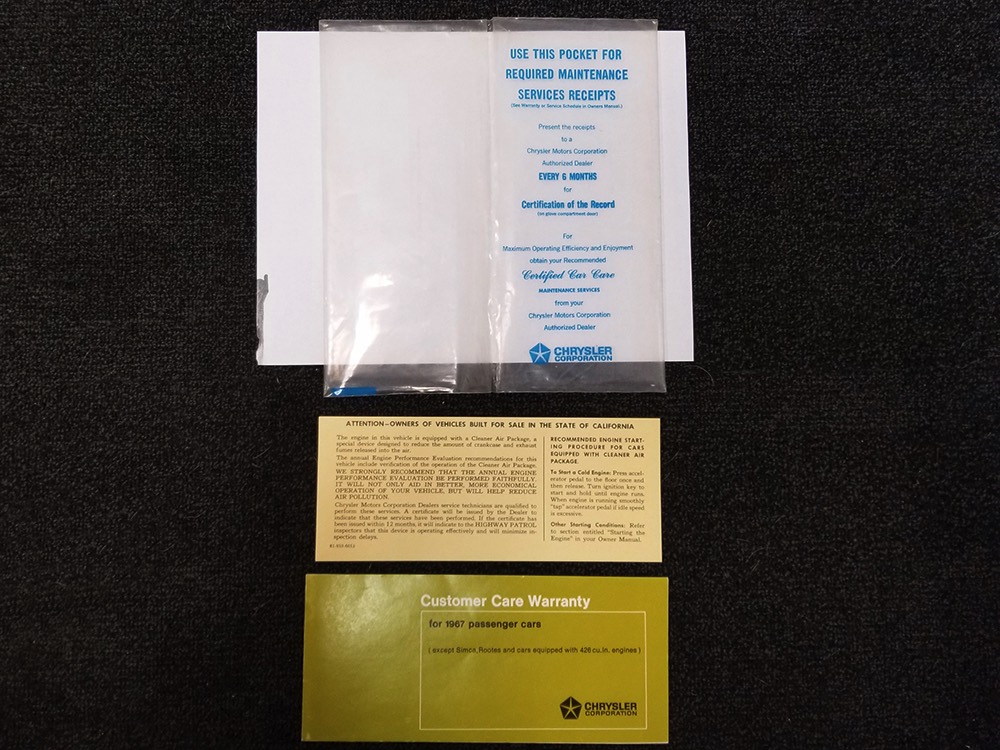 USE THIS POCKET FOR
REQUIRED MAINTENANCE
SERVICES RECEIPTS
(See Warranty or Service Schedule in Owners Manual.)
Present the receipts
to a
Chrysler Motors Corporation
Authorized Dealer
EVERY 6 MONTHS
for
Certification of the Record
(on glove compartment door)
For
Maximum Operating Efficiency and Enjoyment
obtain your Recommended
Certified Car Care
MAINTENANCE SERVICES
from your
Chrysler Motors Corporation
Authorized Dealer
CHRYSLER
CORPORATION
ATTENTION—OWNERS OF VEHICLES BUILT FOR SALE IN THE STATE OF CALIFORNIA
The engine in this vehicle is equipped with a Cleaner Air Package, a
special device designed to reduce the amount of crankcase and exhaust
fumes released into the air.
The annual Engine Performance Evaluation recommendations for this
vehicle include verification of the operation of the Cleaner Air Package.
WE STRONGLY RECOMMEND THAT THE ANNUAL ENGINE
PERFORMANCE EVALUATION BE PERFORMED FAITHFULLY.
IT WILL NOT ONLY AID IN BETTER, MORE ECONOMICAL
OPERATION OF YOUR VEHICLE, BUT WILL HELP REDUCE
AIR POLLUTION.
Chrysler Motors Corporation Dealers service technicians are qualified to
perform these services. A certificate will be issued by the Dealer to
indicate that these services have been performed. If the certificate has
been issued within 12 months, it will indicate to the HIGHWAY PATROL
inspectors that this device is operating effectively and will minimize in-
spection delays.
RECOMMENDED ENGINE START-
ING PROCEDURE FOR CARS
EQUIPPED WITH CLEANER AIR
PACKAGE.
To Start a Cold Engine: Press accel-
erator pedal to the floor once and
then release. Turn ignition key to
start and hold until engine runs.
When engine is running smoothly
"tap" accelerator pedal if idle speed
is excessive.
Other Starting Conditions: Refer
to section entitled "Starting the
Engine" in your Owner Manual.
Customer Care Warranty
for 1967 passenger cars
(except Simca, Rootes and cars equipped with 426 cu. in. engines)
CHRYSLER
CORPORATION